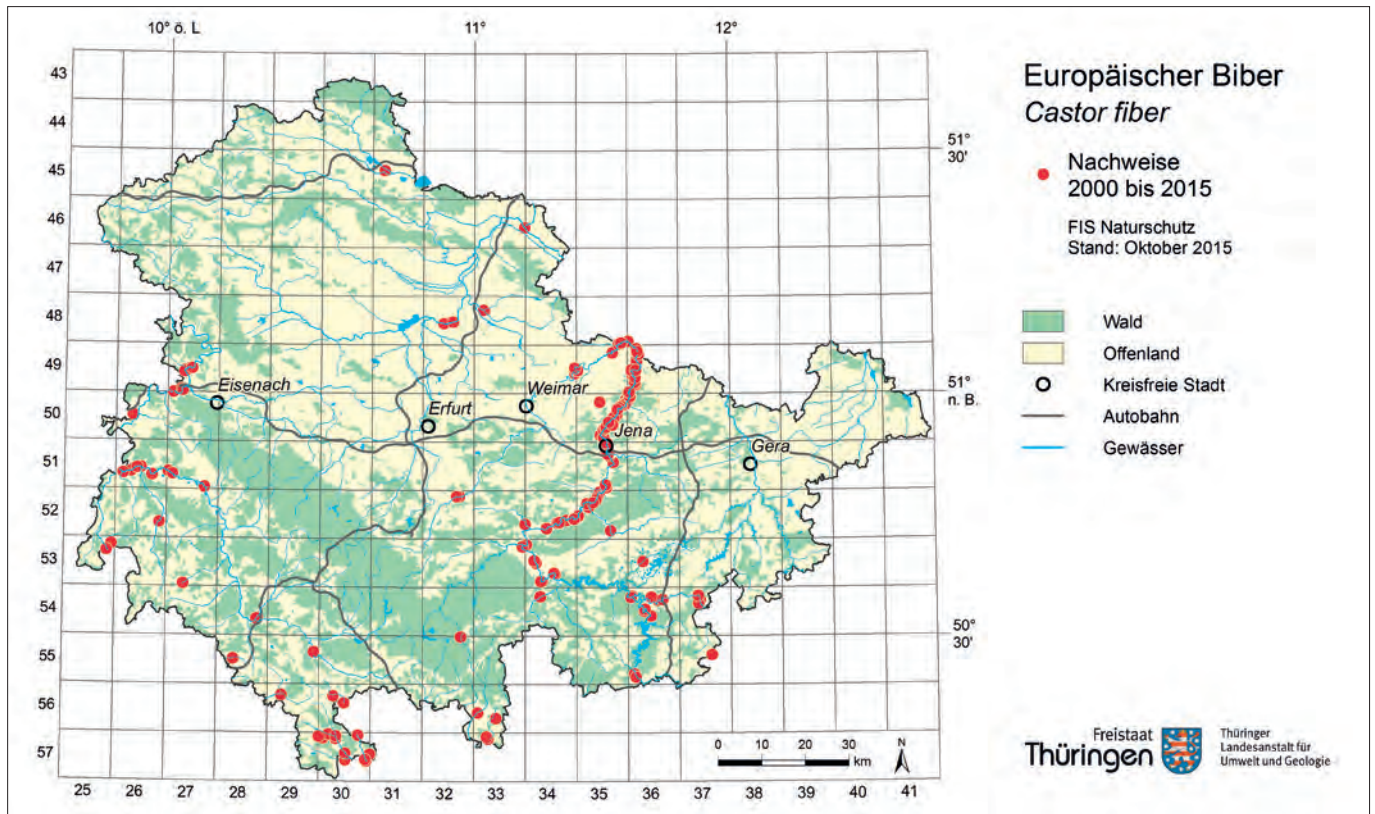 10° ö. L
11°
12°
43
44
45
46
47
48
49
50
51
52
53
54
55
56
57
51°
30'
51°
n. B.
50°
30'
Eisenach
Erfurt
Weimar
Jena
Gera
0 10 20 30
km
N
25 26 27 28 29 30 31 32 33 34 35 36 37 38 39 40 41
Europäischer Biber
Castor fiber
Nachweise
2000 bis 2015
FIS Naturschutz
Stand: Oktober 2015
Wald
Offenland
Kreisfreie Stadt
Autobahn
Gewässer
Freistaat
Thüringen
Thüringer
Landesanstalt für
Umwelt und Geologie